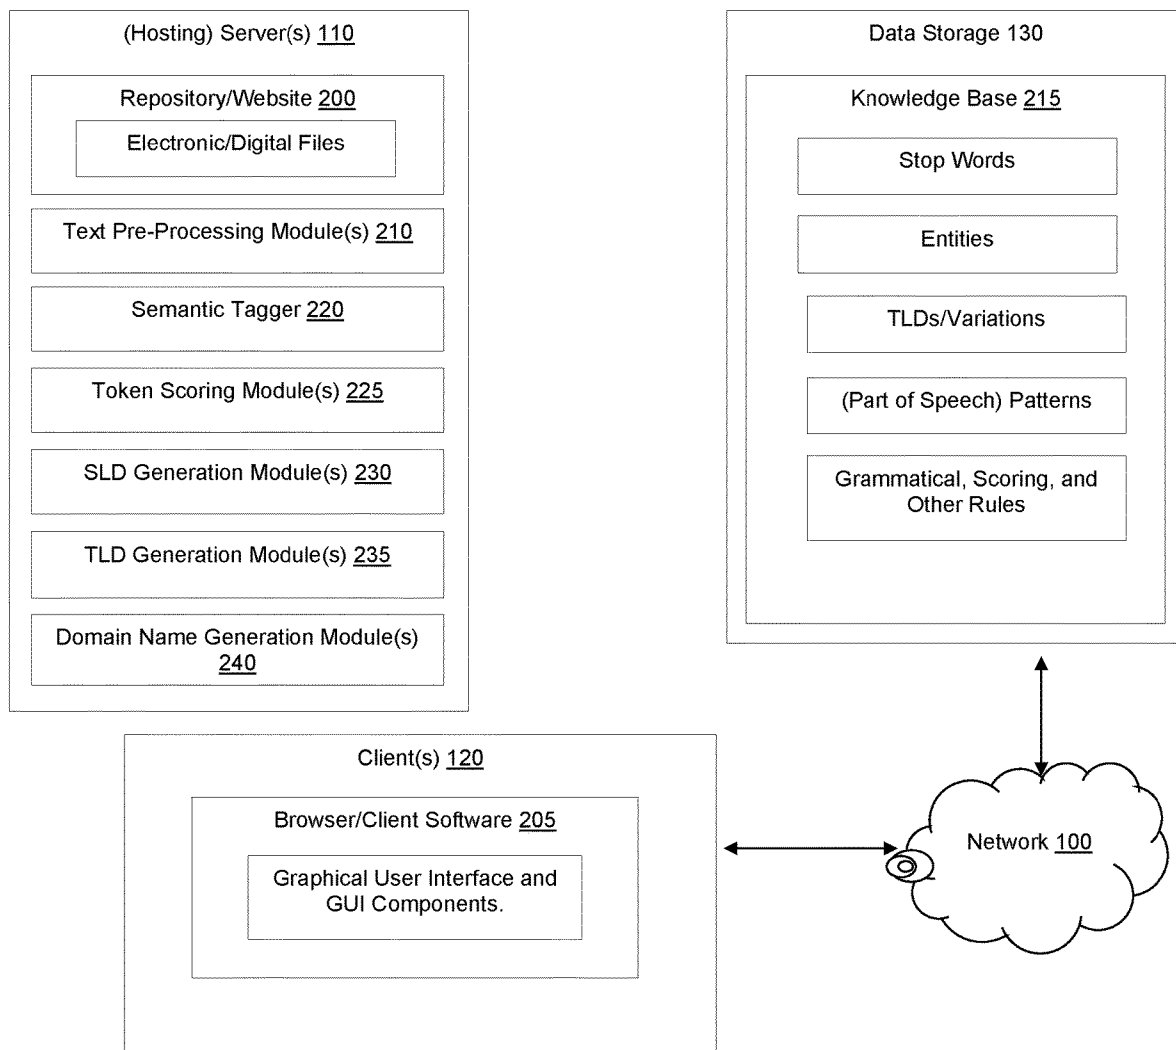 (Hosting) Server(s) 110
Repository/Website 200
Electronic/Digital Files
Text Pre-Processing Module(s) 210
Semantic Tagger 220
Token Scoring Module(s) 225
SLD Generation Module(s) 230
TLD Generation Module(s) 235
Domain Name Generation Module(s)
240
Data Storage 130
Knowledge Base 215
Stop Words
Entities
TLDs/Variations
(Part of Speech) Patterns
Grammatical, Scoring, and
Other Rules
Client(s) 120
Browser/Client Software 205
Graphical User Interface and
GUI Components.
Network 100